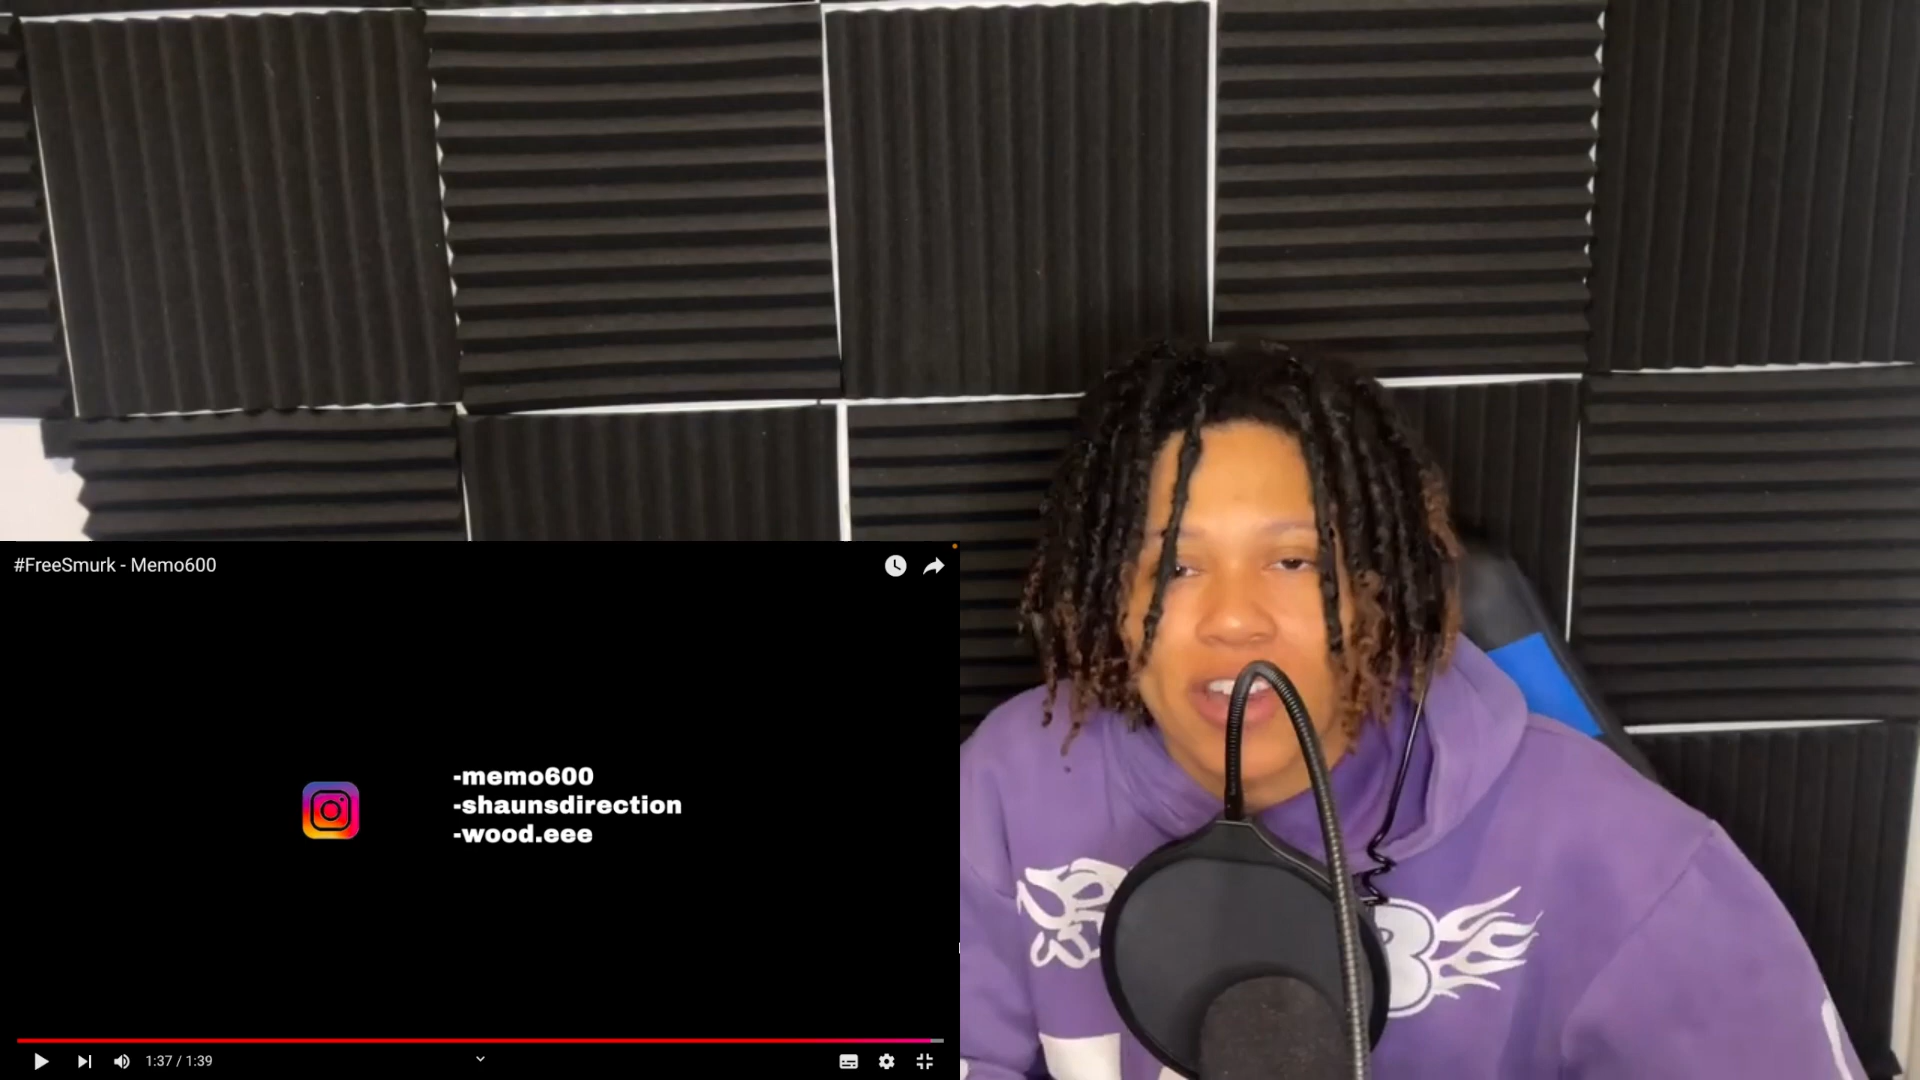 #FreeSmurk - Memo600
-memo600
-shaunsdirection
-wood.eee
1:37 / 1:39
B